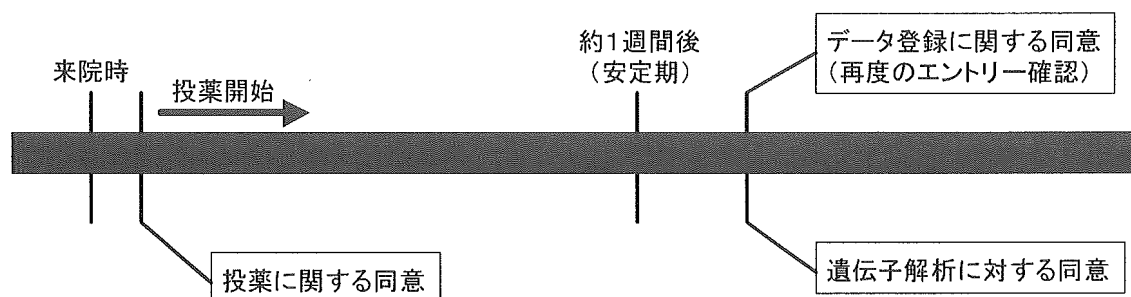 来院時
投薬開始
約1週間後
（安定期）
データ登録に関する同意
（再度のエントリー確認）
投薬に関する同意
遺伝子解析に対する同意